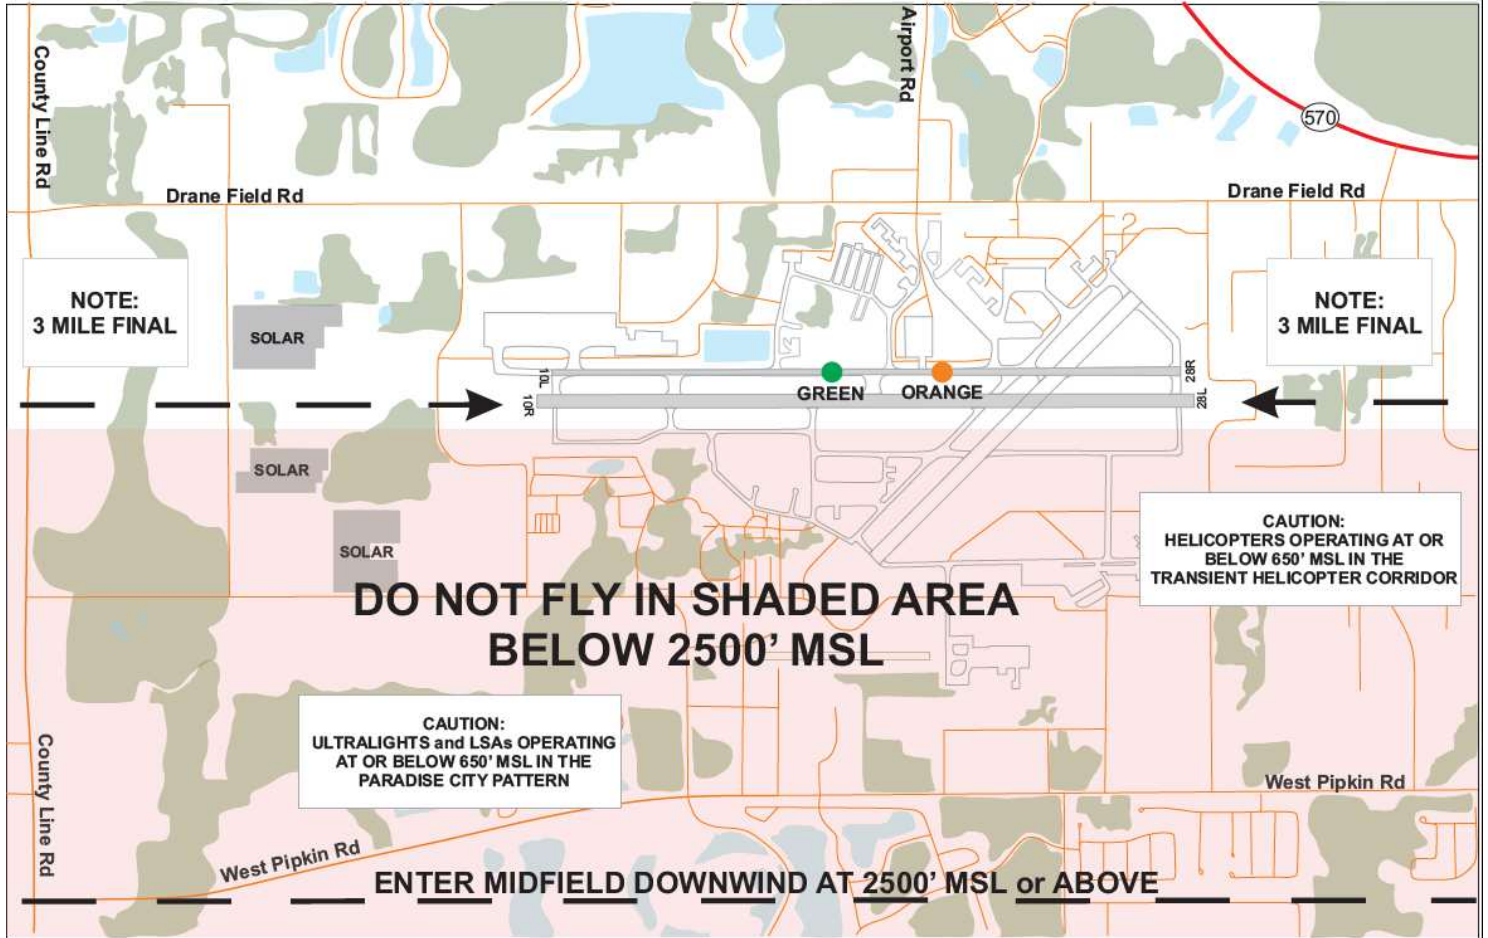 County Line Rd
Airport Rd
570
Drane Field Rd
Drane Field Rd
NOTE:
3 MILE FINAL
NOTE:
3 MILE FINAL
SOLAR
10L
28R
GREEN
ORANGE
10R
28L
SOLAR
SOLAR
CAUTION:
HELICOPTERS OPERATING AT OR
BELOW 650' MSL IN THE
TRANSIENT HELICOPTER CORRIDOR
DO NOT FLY IN SHADED AREA
BELOW 2500' MSL
CAUTION:
ULTRALIGHTS and LSAs OPERATING
AT OR BELOW 650' MSL IN THE
PARADISE CITY PATTERN
County Line Rd
West Pipkin Rd
West Pipkin Rd
ENTER MIDFIELD DOWNWIND AT 2500' MSL or ABOVE